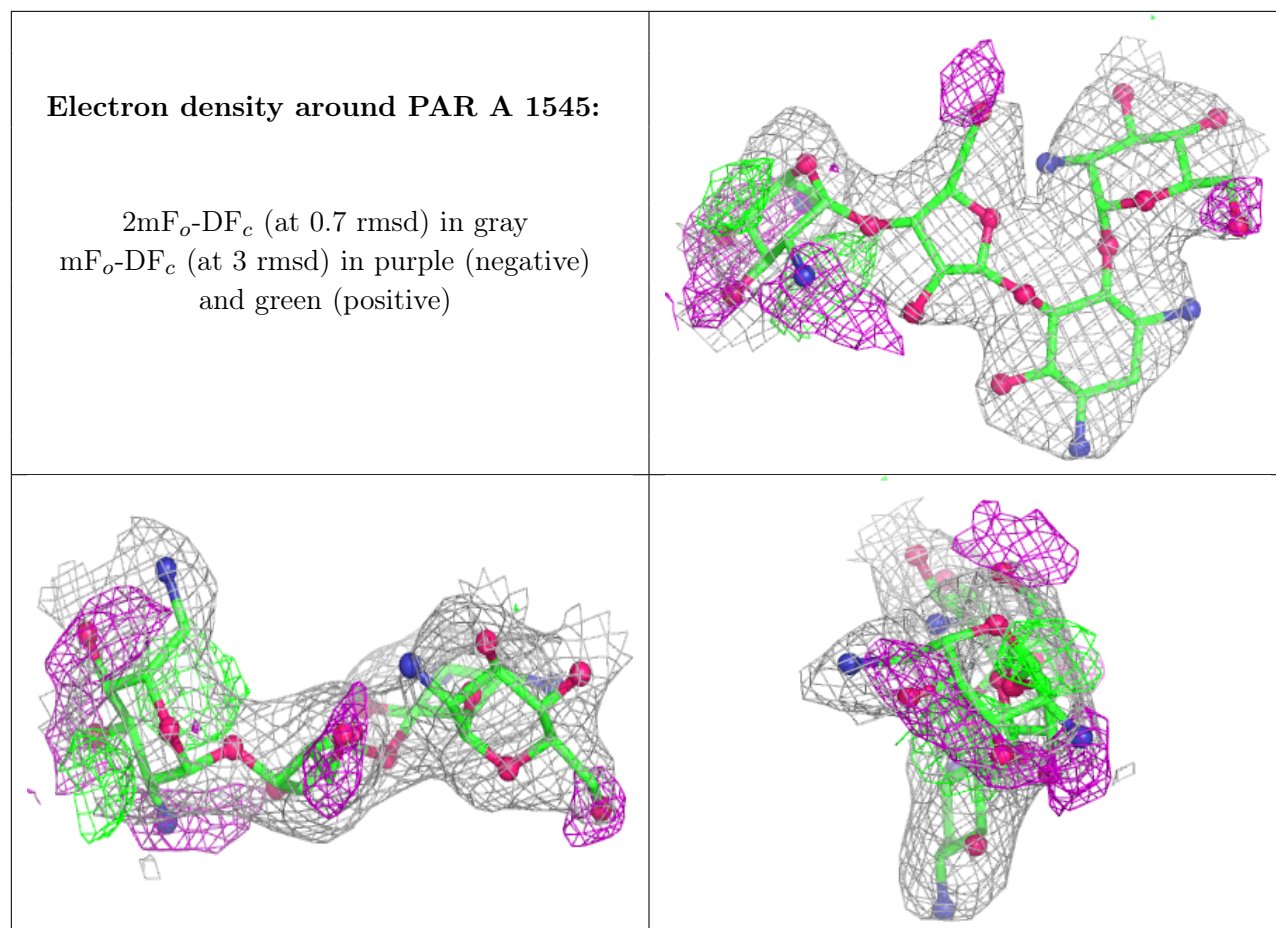 Electron density around PAR A 1545:
2mFo-DFc (at 0.7 rmsd) in gray
mFo-DFc (at 3 rmsd) in purple (negative)
and green (positive)